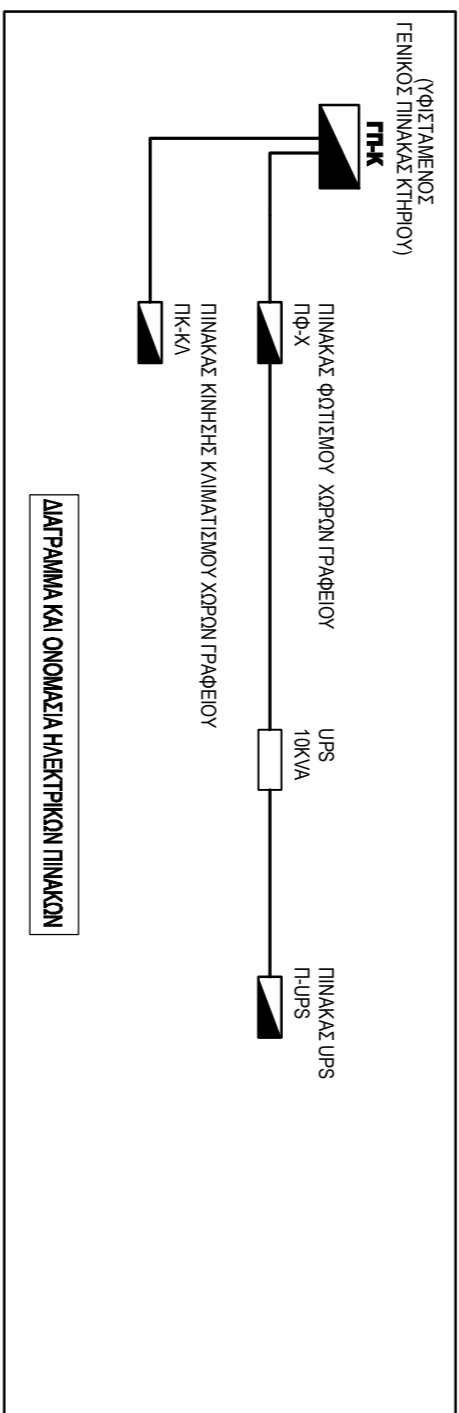 (ΥΦΙΣΤΑΜΕΝΟΣ
ΓΕΝΙΚΟΣ ΠΙΝΑΚΑΣ ΚΤΗΡΙΟΥ)
ΓΠ-Κ
ΠΙΝΑΚΑΣ ΦΩΤΙΣΜΟΥ ΧΩΡΩΝ ΓΡΑΦΕΙΟΥ
ΠΦ-Χ
UPS
10KVA
ΠΙΝΑΚΑΣ UPS
Π-UPS
ΠΙΝΑΚΑΣ ΚΙΝΗΣΗΣ ΚΛΙΜΑΤΙΣΜΟΥ ΧΩΡΩΝ ΓΡΑΦΕΙΟΥ
ΠΚ-ΚΛ
ΔΙΑΓΡΑΜΜΑ ΚΑΙ ΟΝΟΜΑΣΙΑ ΗΛΕΚΤΡΙΚΩΝ ΠΙΝΑΚΩΝ